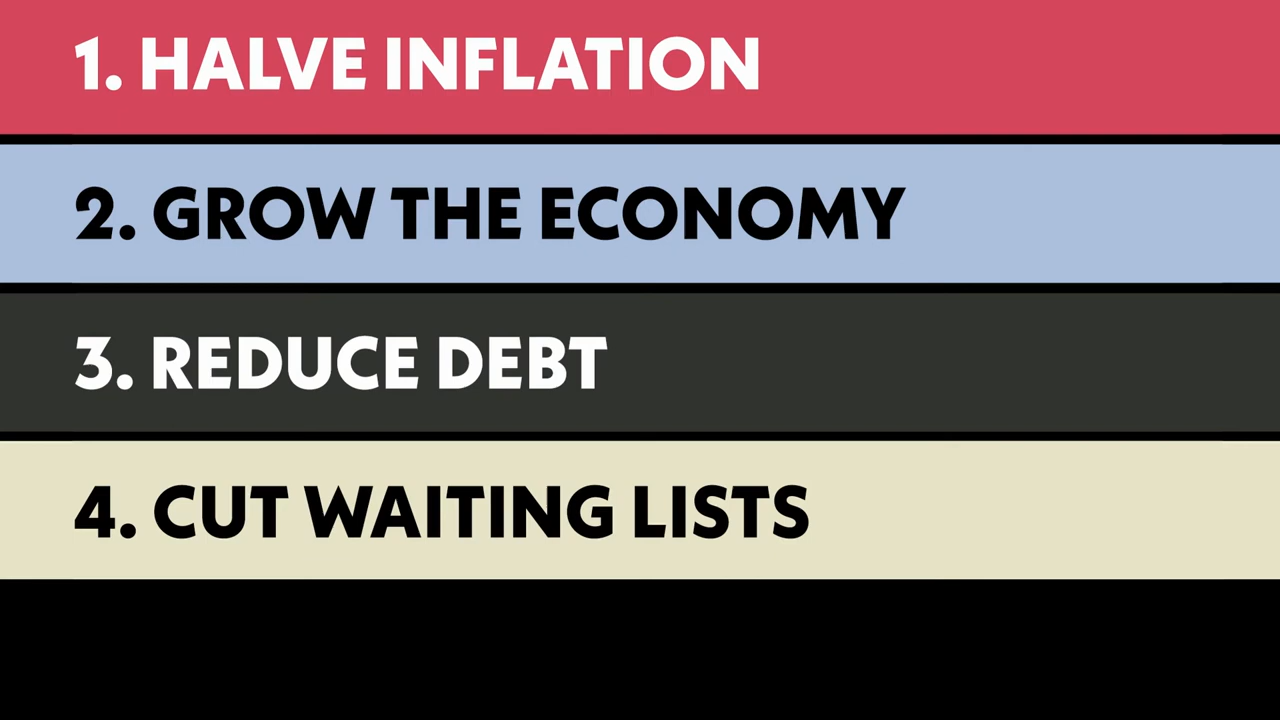 1. HALVE INFLATION
2. GROW THE ECONOMY
3. REDUCE DEBT
4. CUT WAITING LISTS